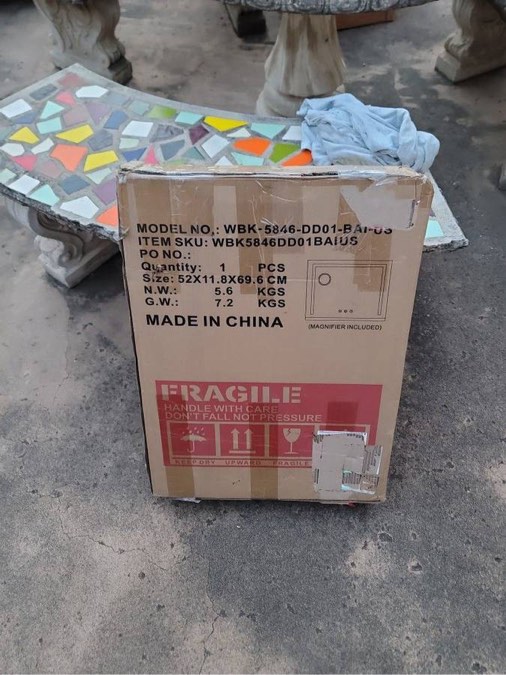 MODEL NO.: WBK-5846-DD01-BAI-US
ITEM SKU: WBK5846DD01BAIUS
PO NO.:
Quantity: 1 PCS
Size: 52X11.8X69.6 CM
N.W.: 5.6 KGS
G.W.: 7.2 KGS
MADE IN CHINA
(MAGNIFIER INCLUDED)
FRAGILE
HANDLE WITH CARE
DON'T FALL NOT PRESSURE
KEEP DRY UPWARD FRAGILE